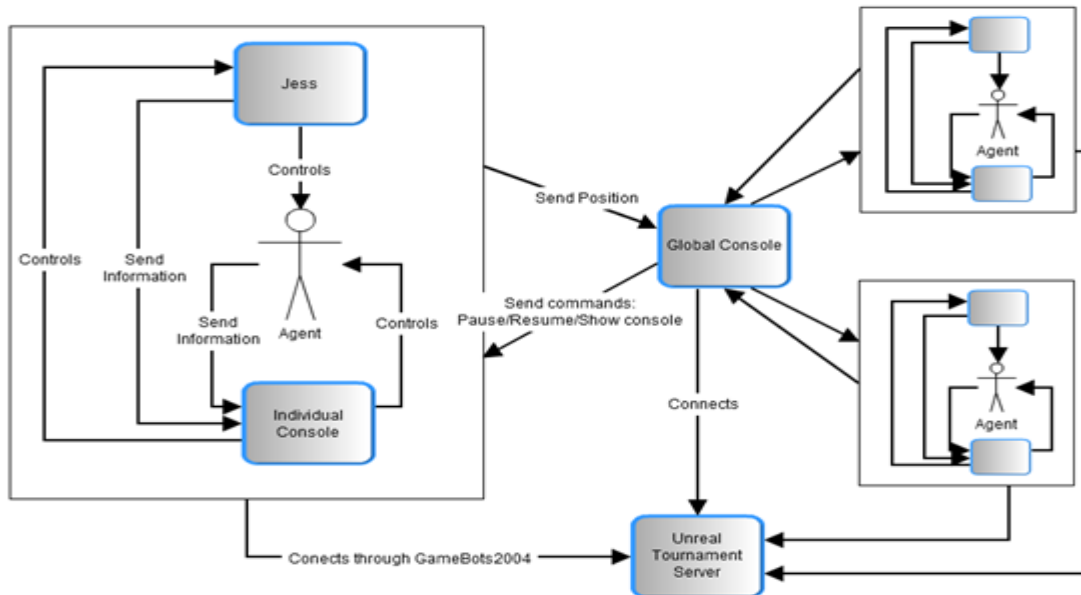 Jess
Controls
Controls
Send
Information
Send
Information
Agent
Controls
Individual
Console
Send Position
Global Console
Send commands:
Pause/Resume/Show console
Connects
Conects through GameBots2004
Unreal
Tournament
Server
Agent
Agent